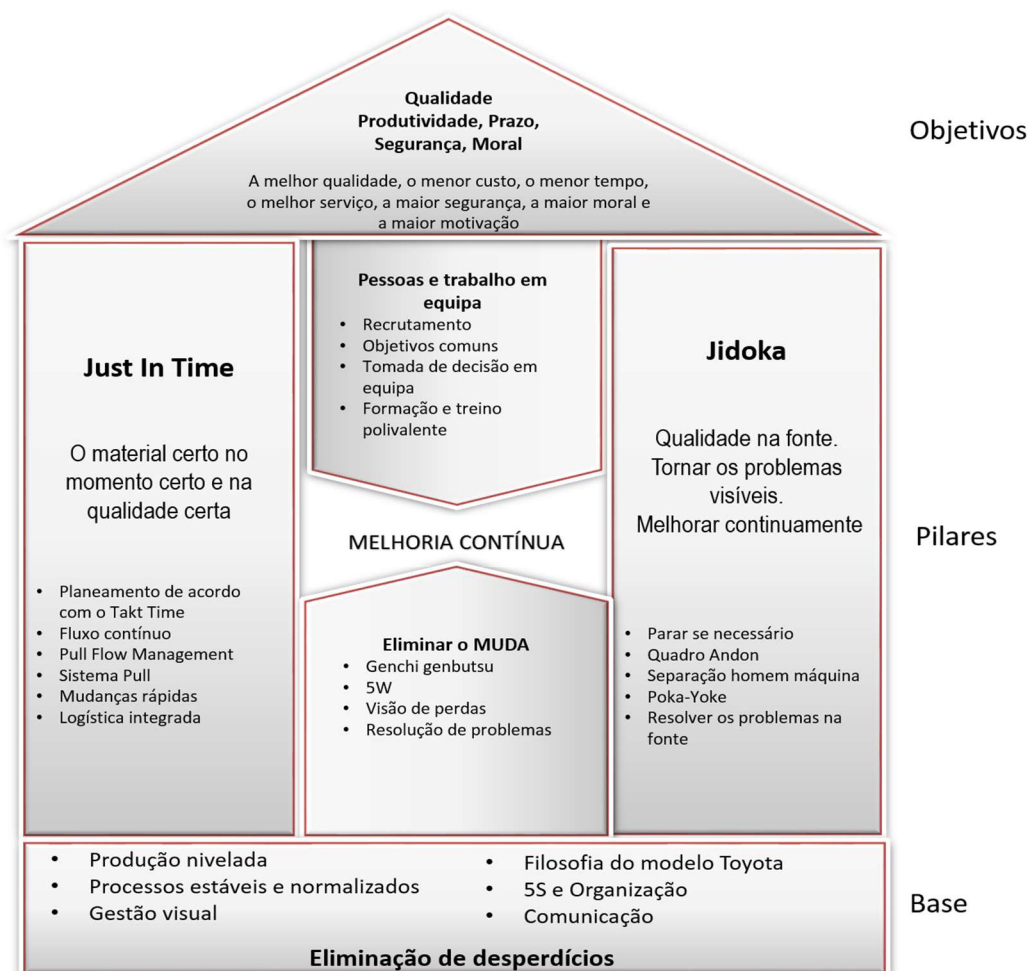 Qualidade
Produtividade, Prazo,
Segurança, Moral
A melhor qualidade, o menor custo, o menor tempo,
o melhor serviço, a maior segurança, a maior moral e
a maior motivação
Objetivos
Just In Time
O material certo no
momento certo e na
qualidade certa
• Planeamento de acordo
com o Takt Time
• Fluxo contínuo
• Pull Flow Management
• Sistema Pull
• Mudanças rápidas
• Logística integrada
Pessoas e trabalho em
equipa
• Recrutamento
• Objetivos comuns
• Tomada de decisão em
equipa
• Formação e treino
polivalente
MELHORIA CONTÍNUA
Eliminar o MUDA
• Genchi genbutsu
• 5W
• Visão de perdas
• Resolução de problemas
Jidoka
Qualidade na fonte.
Tornar os problemas
visíveis.
Melhorar continuamente
• Parar se necessário
• Quadro Andon
• Separação homem máquina
• Poka-Yoke
• Resolver os problemas na
fonte
Pilares
• Produção nivelada
• Processos estáveis e normalizados
• Gestão visual
• Filosofia do modelo Toyota
• 5S e Organização
• Comunicação
Eliminação de desperdícios
Base